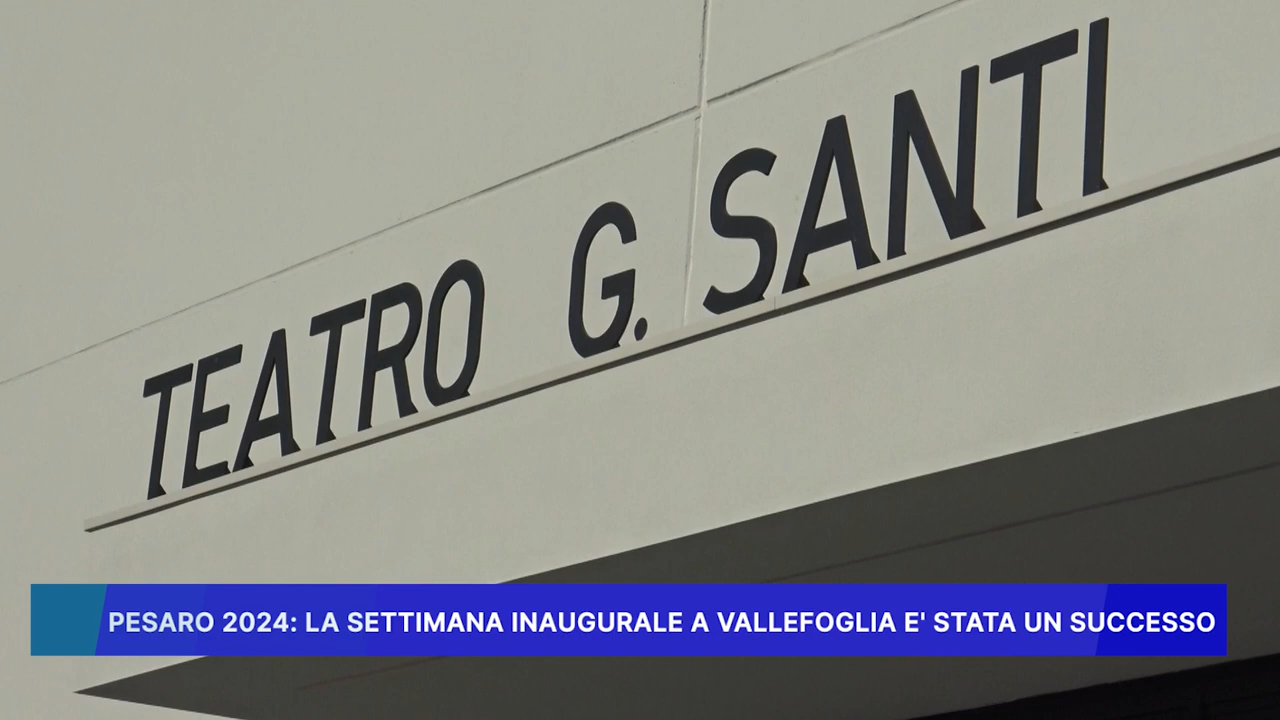 TEATRO G. SANTI
PESARO 2024: LA SETTIMANA INAUGURALE A VALLEFOGLIA E' STATA UN SUCCESSO